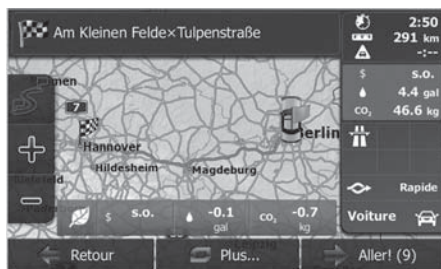 Am Kleinen Felde×Tulpenstraße
2:50
291 km
-:--
$ s.o.
4.4 gal
CO₂ 46.6 kg
7
Hannover
Berlin
Hildesheim
Magdeburg
$ s.o.
-0.1 gal
CO₂ -0.7 kg
Rapide
Voiture
Retour
Plus...
Aller! (9)